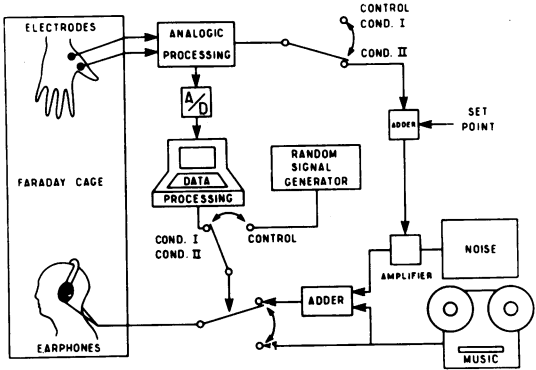 ELECTRODES
ANALOGIC
PROCESSING
CONTROL
COND. I
COND. II
A/D
ADDER
SET
POINT
DATA
PROCESSING
RANDOM
SIGNAL
GENERATOR
FARADAY CAGE
COND. I
COND. II
CONTROL
NOISE
AMPLIFIER
ADDER
EARPHONES
MUSIC